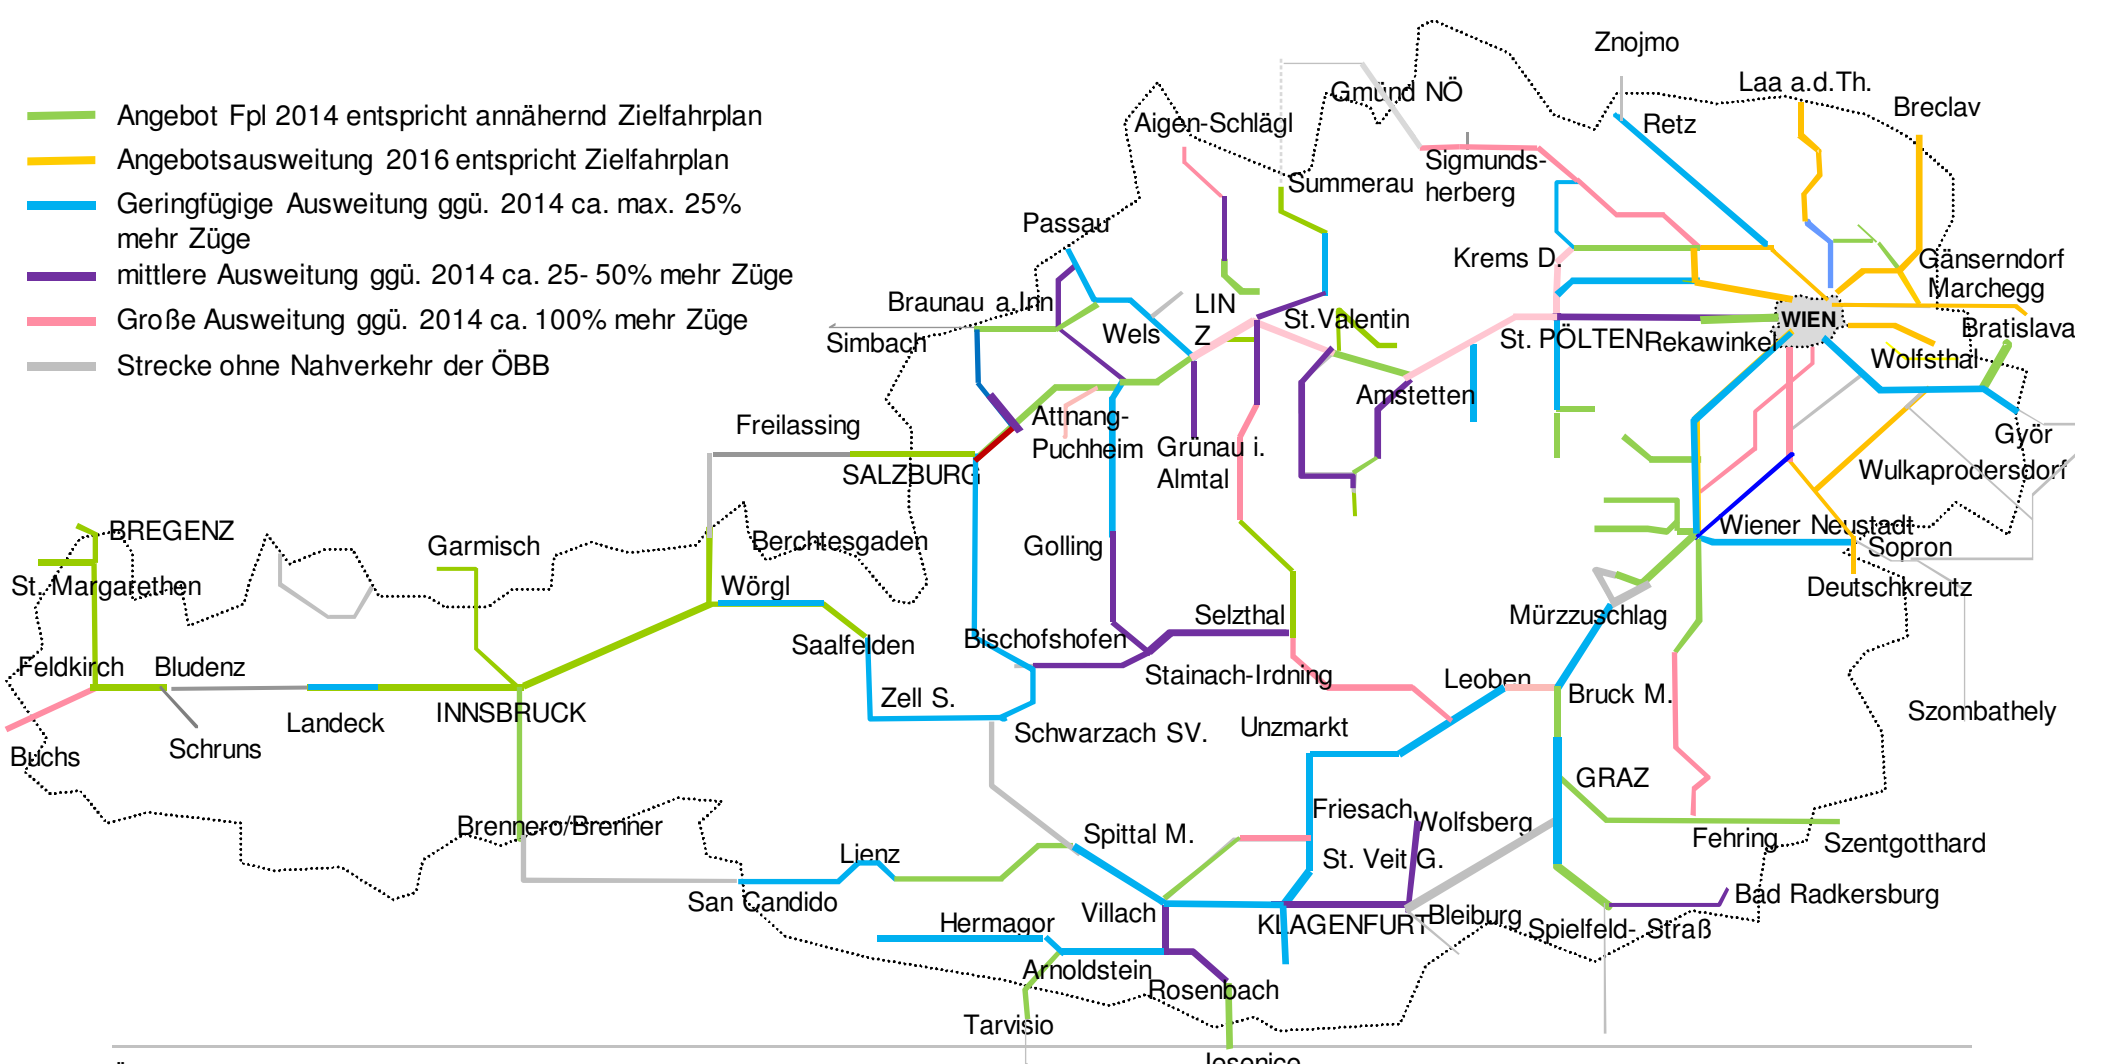 Znojmo
Laa a.d.Th.
Gmünd NÖ
Breclav
Angebot Fpl 2014 entspricht annähernd Zielfahrplan
Aigen-Schlägl
Retz
Angebotsausweitung 2016 entspricht Zielfahrplan
Sigmunds-
herberg
Summerau
Geringfügige Ausweitung ggü. 2014 ca. max. 25%
mehr Züge
Passau
Krems D.
Gänserndorf
mittlere Ausweitung ggü. 2014 ca. 25- 50% mehr Züge
Marchegg
Braunau a.Inn
LIN
Z
Große Ausweitung ggü. 2014 ca. 100% mehr Züge
St.Valentin
WIEN
Bratislava
Wels
Simbach
St. PÖLTEN
Rekawinkel
Strecke ohne Nahverkehr der ÖBB
Wolfsthal
Amstetten
Attnang-
Puchheim
Freilassing
Györ
Grünau i.
Almtal
SALZBURG
Wulkaprodersdorf
BREGENZ
Wiener Neustadt
Garmisch
Berchtesgaden
Golling
Sopron
St. Margarethen
Wörgl
Deutschkreutz
Selzthal
Mürzzuschlag
Saalfelden
Bischofshofen
Feldkirch
Bludenz
Stainach-Irdning
Leoben
Bruck M.
Zell S.
INNSBRUCK
Szombathely
Landeck
Schwarzach SV.
Unzmarkt
Schruns
Buchs
GRAZ
Friesach
Wolfsberg
Brennero/Brenner
Spittal M.
Fehring
Szentgotthard
Lienz
St. Veit G.
San Candido
Bad Radkersburg
Villach
Hermagor
KLAGENFURT
Bleiburg
Spielfeld- Straß
Arnoldstein
Rosenbach
Tarvisio